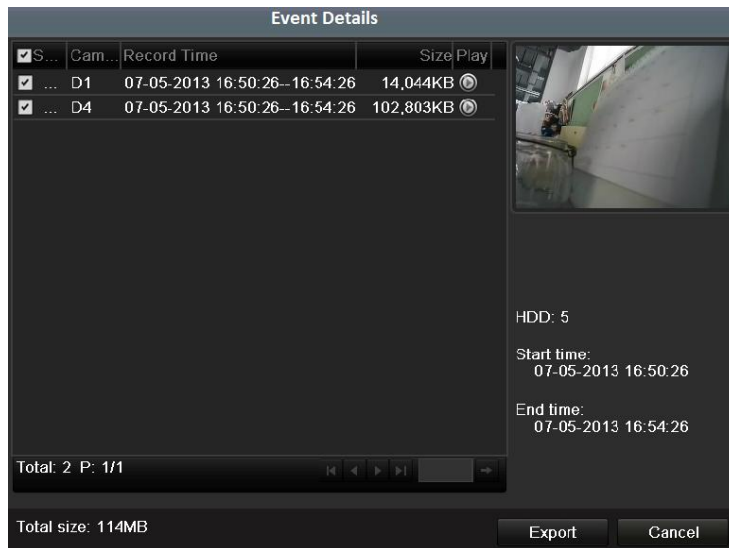 Event Details
S... Cam... Record Time Size Play
... D1 07-05-2013 16:50:26--16:54:26 14,044KB
... D4 07-05-2013 16:50:26--16:54:26 102,803KB
HDD: 5
Start time:
07-05-2013 16:50:26
End time:
07-05-2013 16:54:26
Total: 2 P: 1/1
Total size: 114MB
Export Cancel